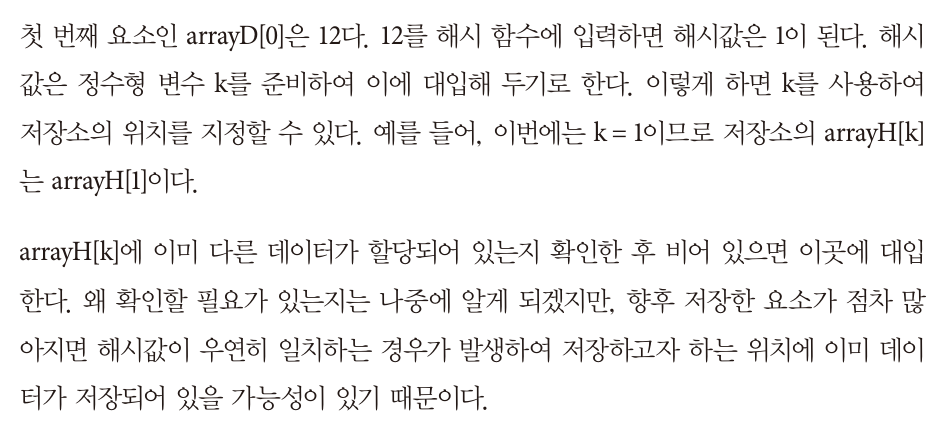 첫 번째 요소인 arrayD[0]은 12다. 12를 해시 함수에 입력하면 해시값은 1이 된다. 해시
값은 정수형 변수 k를 준비하여 이에 대입해 두기로 한다. 이렇게 하면 k를 사용하여
저장소의 위치를 지정할 수 있다. 예를 들어, 이번에는 k = 1이므로 저장소의 arrayH[k]
는 arrayH[1]이다.
arrayH[k]에 이미 다른 데이터가 할당되어 있는지 확인한 후 비어 있으면 이곳에 대입
한다. 왜 확인할 필요가 있는지는 나중에 알게 되겠지만, 향후 저장한 요소가 점차 많
아지면 해시값이 우연히 일치하는 경우가 발생하여 저장하고자 하는 위치에 이미 데이
터가 저장되어 있을 가능성이 있기 때문이다.